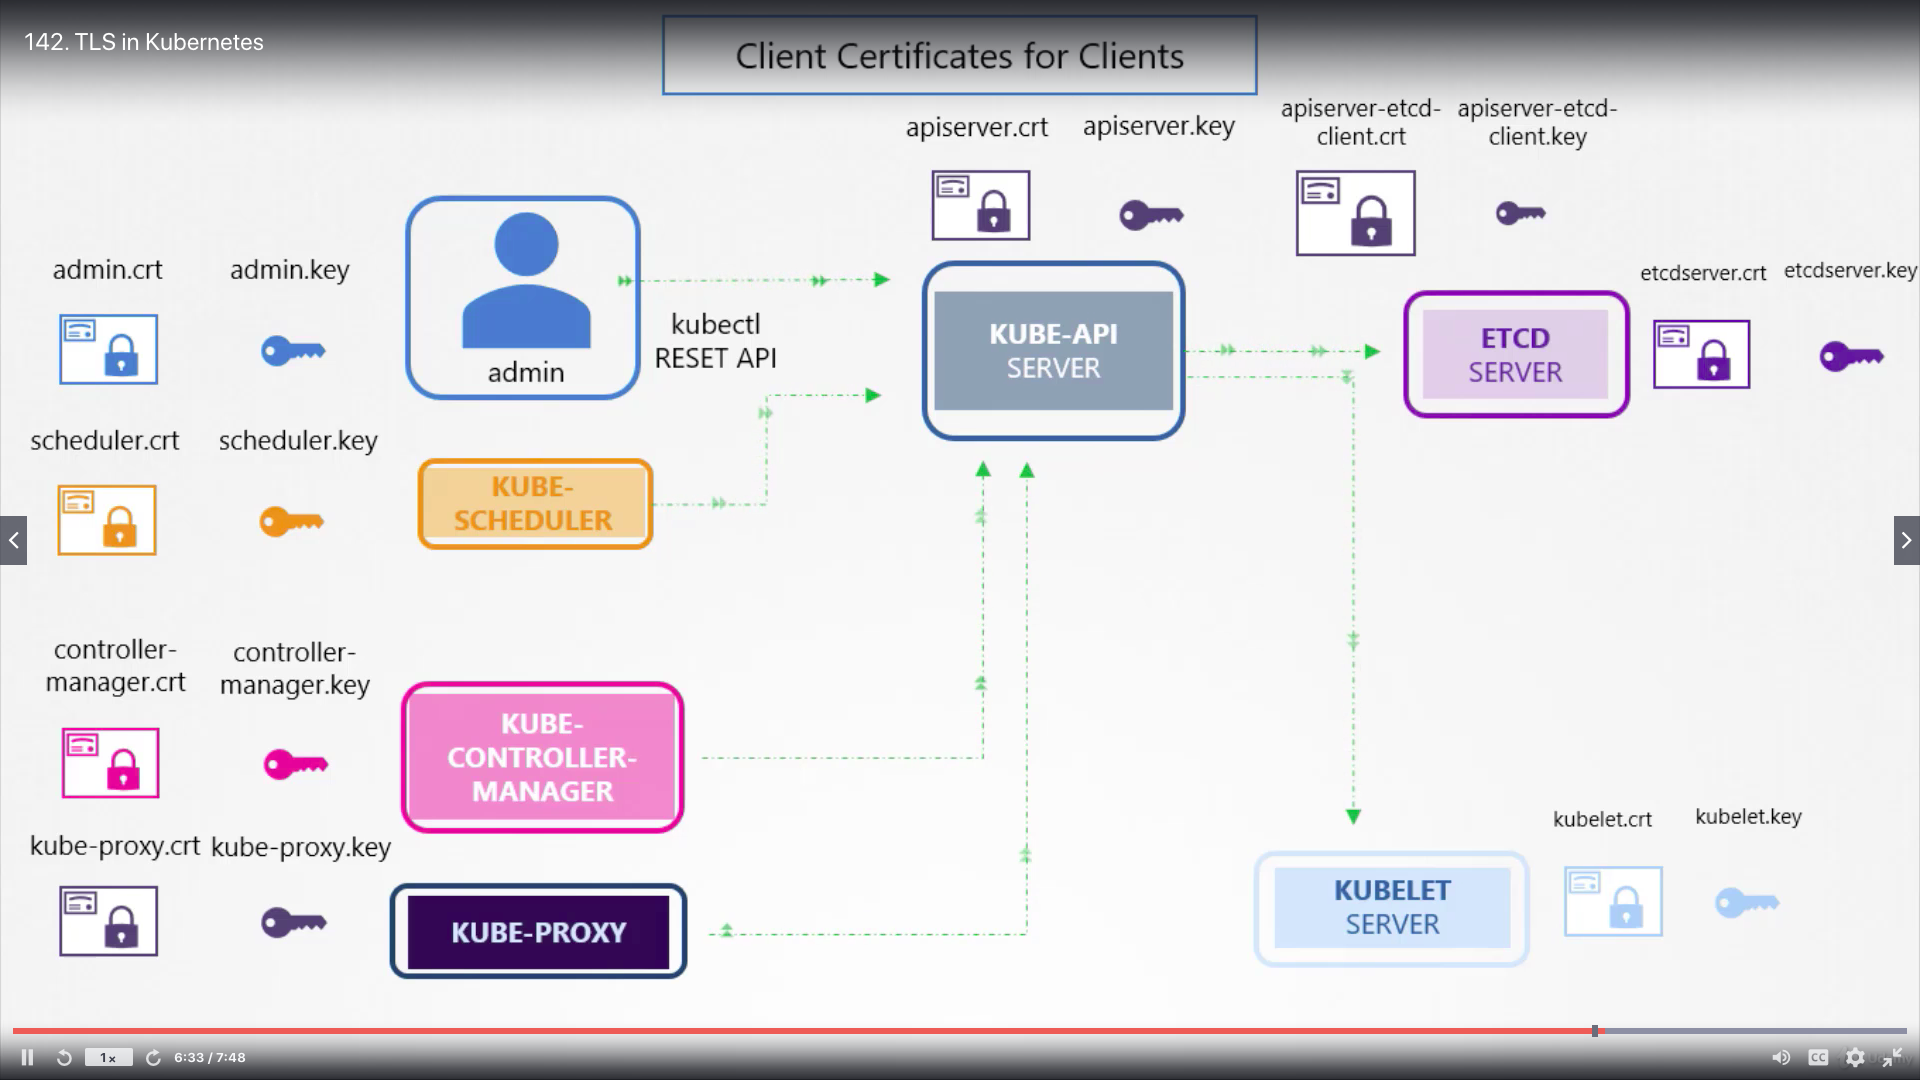 142. TLS in Kubernetes
Client Certificates for Clients
apiserver.crt
apiserver.key
apiserver-etcd-
client.crt
apiserver-etcd-
client.key
admin.crt
admin.key
admin
kubectl
RESET API
KUBE-API
SERVER
ETCD
SERVER
etcdserver.crt
etcdserver.key
scheduler.crt
scheduler.key
KUBE-
SCHEDULER
controller-
manager.crt
controller-
manager.key
KUBE-
CONTROLLER-
MANAGER
kube-proxy.crt
kube-proxy.key
KUBE-PROXY
KUBELET
SERVER
kubelet.crt
kubelet.key
1x
6:33 / 7:48
CC